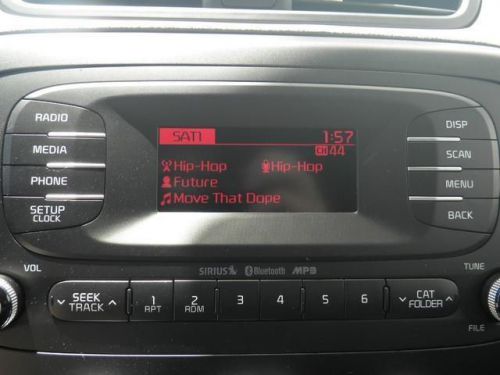 RADIO
MEDIA
PHONE
SETUP
CLOCK
SAT1 1:57
CH 44
Hip-Hop Hip-Hop
Future
Move That Dope
DISP
SCAN
MENU
BACK
SIRIUS Bluetooth MP3
VOL
TUNE
SEEK
TRACK
1
RPT
2
RDM
3
4
5
6
CAT
FOLDER
FILE